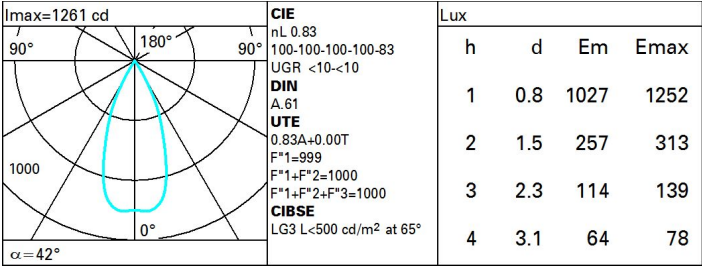 Imax=1261 cd
90°
180°
90°
1000
0°
α=42°
CIE
nL 0.83
100-100-100-100-83
UGR <10-<10
DIN
A.61
UTE
0.83A+0.00T
F"1=999
F"1+F"2=1000
F"1+F"2+F"3=1000
CIBSE
LG3 L<500 cd/m² at 65°
Lux
h d Em Emax
1 0.8 1027 1252
2 1.5 257 313
3 2.3 114 139
4 3.1 64 78